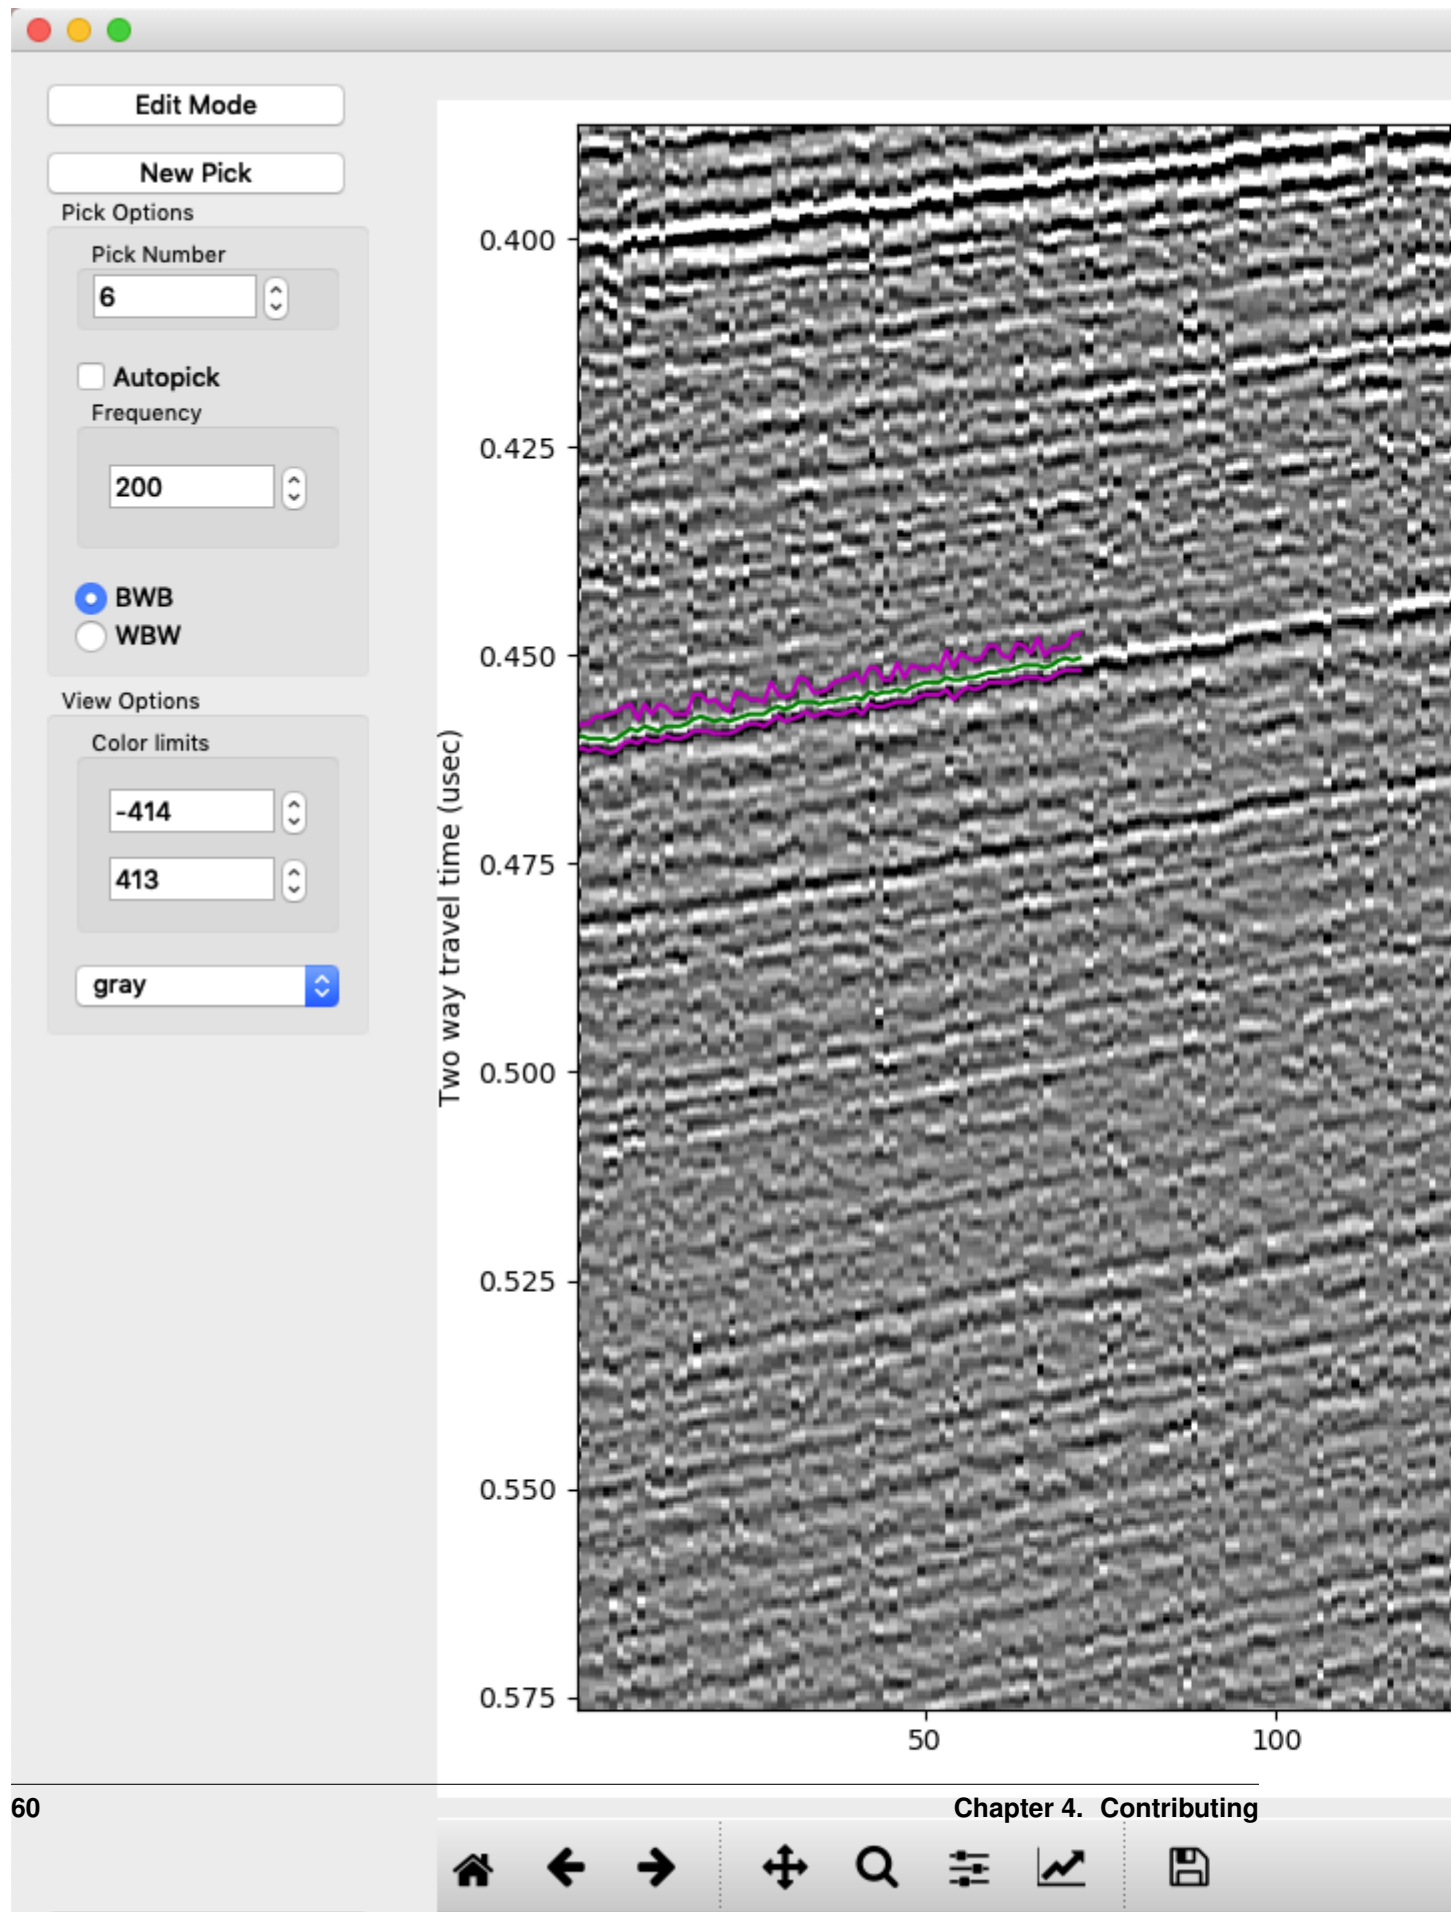 Edit Mode
New Pick
Pick Options
Pick Number
6
Autopick
Frequency
200
BWB
WBW
View Options
Color limits
-414
413
gray
Two way travel time (usec)
0.400
0.425
0.450
0.475
0.500
0.525
0.550
0.575
50
100
60
Chapter 4. Contributing